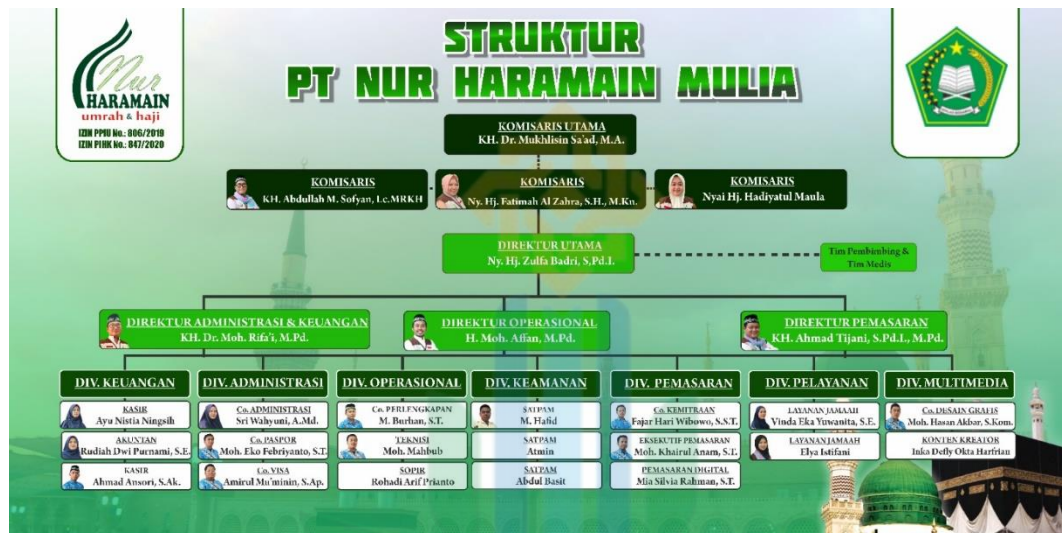 Nur
HARAMAIN
umrah & haji
IZIN PPIU No.: 806/2019
IZIN PIHK No.: 847/2020
STRUKTUR
PT NUR HARAMAIN MULIA
KOMISARIS UTAMA
KH. Dr. Mukhlisin Sa'ad, M.A.
KOMISARIS
KH. Abdullah M. Sofyan, Lc.MRKH
KOMISARIS
Ny. Hj. Fatimah Al Zahra, S.H., M.Kn.
KOMISARIS
Nyai Hj. Hadiyatul Maula
DIREKTUR UTAMA
Ny. Hj. Zulfa Badri, S,Pd.I.
Tim Pembimbing &
Tim Medis
DIREKTUR ADMINISTRASI & KEUANGAN
KH. Dr. Moh. Rifa'i, M.Pd.
DIREKTUR OPERASIONAL
H. Moh. Affan, M.Pd.
DIREKTUR PEMASARAN
KH. Ahmad Tijani, S.Pd.I., M.Pd.
DIV. KEUANGAN
KASIR
Ayu Nistia Ningsih
AKUNTAN
Rudiah Dwi Purnami, S.E.
KASIR
Ahmad Ansori, S.Ak.
DIV. ADMINISTRASI
Co. ADMINISTRASI
Sri Wahyuni, A.Md.
Co. PASPOR
Moh. Eko Febriyanto, S.T.
Co. VISA
Amirul Mu'minin, S.Ap.
DIV. OPERASIONAL
Co. PERLENGKAPAN
M. Burhan, S.T.
TEKNISI
Moh. Mahbub
SOPIR
Rohadi Arif Prianto
DIV. KEAMANAN
SATPAM
M. Hafid
SATPAM
Atmin
SATPAM
Abdul Basit
DIV. PEMASARAN
Co. KEMITRAAN
Fajar Hari Wibowo, S.S.T.
EKSEKUTIF PEMASARAN
Moh. Khairul Anam, S.T.
PEMASARAN DIGITAL
Mia Silvia Rahman, S.T.
DIV. PELAYANAN
LAYANAN JAMAAH
Vinda Eka Yuwanita, S.E.
LAYANAN JAMAAH
Elya Istifani
DIV. MULTIMEDIA
Co. DESAIN GRAFIS
Moh. Hasan Akbar, S.Kom.
KONTEN KREATOR
Inka Defly Okta Harfrian